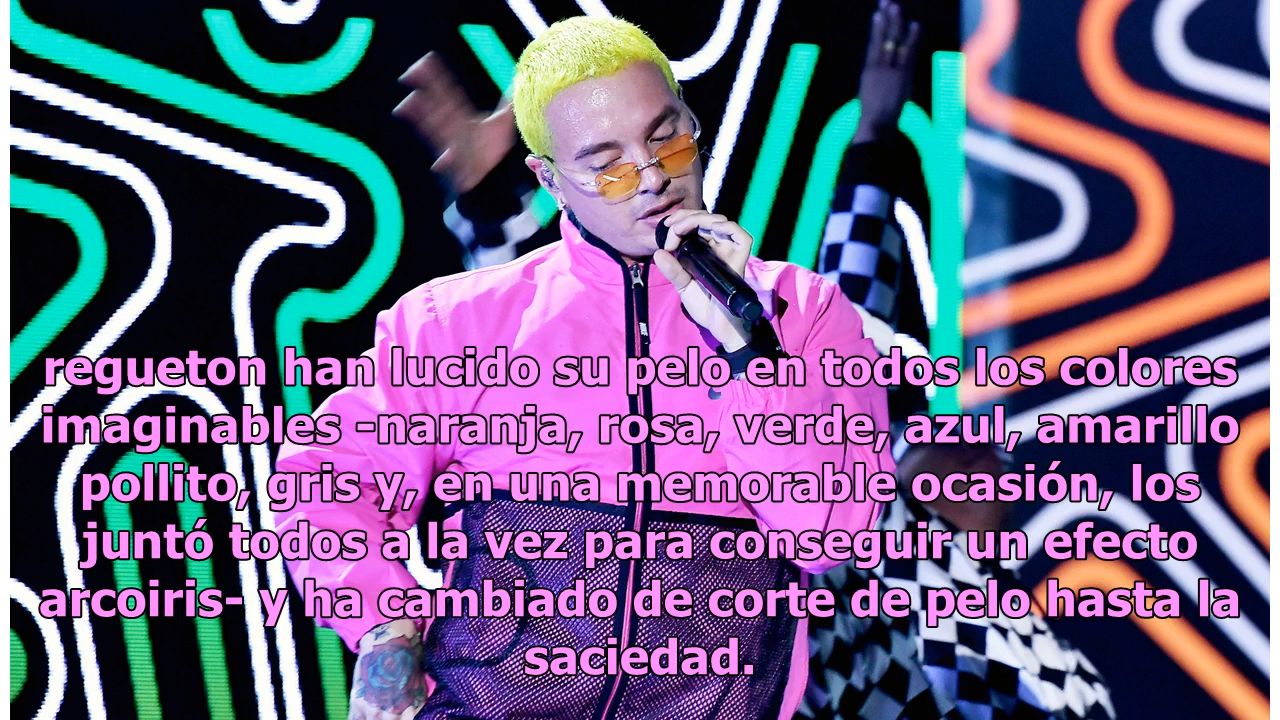 regueton han lucido su pelo en todos los colores
imaginables -naranja, rosa, verde, azul, amarillo
pollito, gris y, en una memorable ocasión, los
juntó todos a la vez para conseguir un efecto
arcoiris- y ha cambiado de corte de pelo hasta la
saciedad.